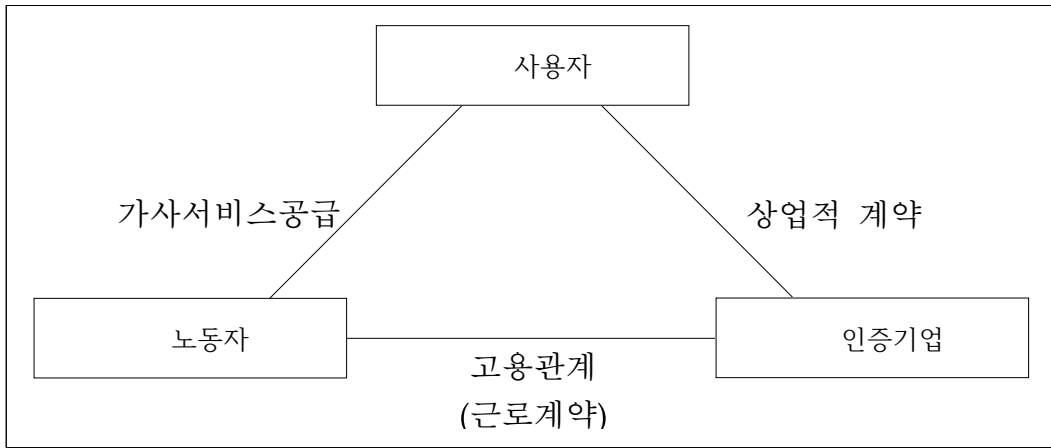 사용자
가사서비스공급
상업적 계약
노동자
인증기업
고용관계
(근로계약)